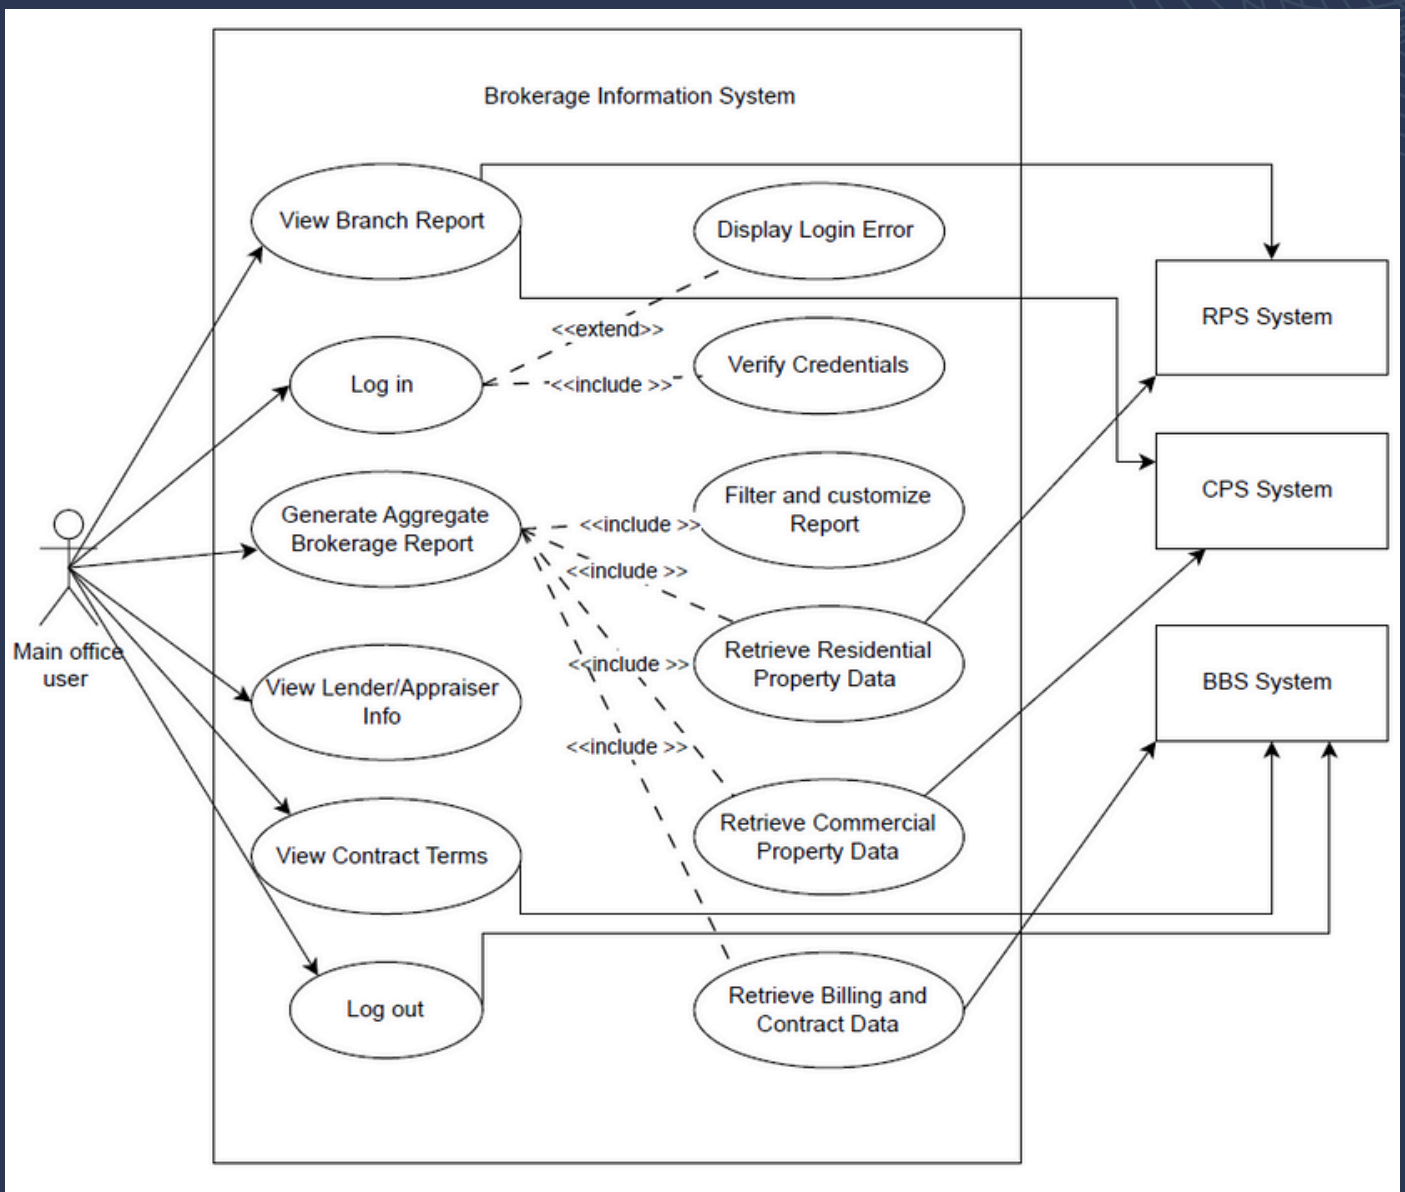 Brokerage Information System
View Branch Report
Display Login Error
RPS System
<<extend>>
Verify Credentials
Log in
<<include >>
CPS System
Filter and customize
Report
Generate Aggregate
Brokerage Report
<<include >>
<<include >>
Main office
user
Retrieve Residential
Property Data
<<include >>
BBS System
View Lender/Appraiser
Info
<<include >>
Retrieve Commercial
Property Data
View Contract Terms
Retrieve Billing and
Contract Data
Log out